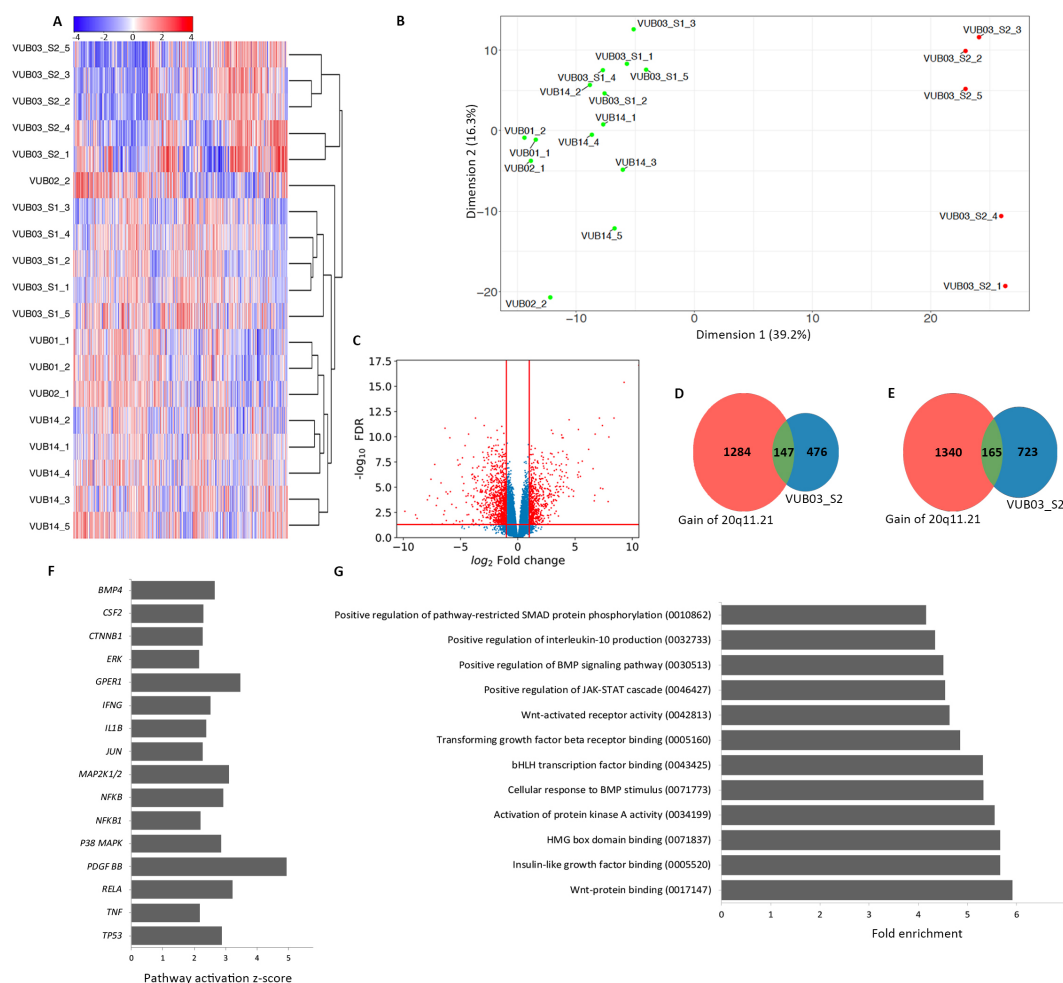 A
-4 -2 0 2 4
VUB03_S2_5
VUB03_S2_3
VUB03_S2_2
VUB03_S2_4
VUB03_S2_1
VUB02_2
VUB03_S1_3
VUB03_S1_4
VUB03_S1_2
VUB03_S1_1
VUB03_S1_5
VUB01_1
VUB01_2
VUB02_1
VUB14_2
VUB14_1
VUB14_4
VUB14_3
VUB14_5
B
VUB03_S1_3
VUB03_S2_3
VUB03_S2_2
VUB03_S1_1
VUB03_S1_4
VUB03_S1_5
VUB14_2
VUB03_S2_5
VUB03_S1_2
VUB14_1
VUB01_2
VUB01_1
VUB14_4
VUB02_1
VUB14_3
VUB03_S2_4
VUB14_5
VUB03_S2_1
VUB02_2
10
0
−10
−20
Dimension 2 (16.3%)
−10 0 10 20
Dimension 1 (39.2%)
C
17.5
15.0
12.5
10.0
7.5
5.0
2.5
0.0
-log10 FDR
−10 −5 0 5 10
log2 Fold change
D
1284 147 476
VUB03_S2
Gain of 20q11.21
E
1340 165 723
VUB03_S2
Gain of 20q11.21
F
BMP4
CSF2
CTNNB1
ERK
GPER1
IFNG
IL1B
JUN
MAP2K1/2
NFKB
NFKB1
P38 MAPK
PDGF BB
RELA
TNF
TP53
0 1 2 3 4 5
Pathway activation z-score
G
Positive regulation of pathway-restricted SMAD protein phosphorylation (0010862)
Positive regulation of interleukin-10 production (0032733)
Positive regulation of BMP signaling pathway (0030513)
Positive regulation of JAK-STAT cascade (0046427)
Wnt-activated receptor activity (0042813)
Transforming growth factor beta receptor binding (0005160)
bHLH transcription factor binding (0043425)
Cellular response to BMP stimulus (0071773)
Activation of protein kinase A activity (0034199)
HMG box domain binding (0071837)
Insulin-like growth factor binding (0005520)
Wnt-protein binding (0017147)
0 1 2 3 4 5 6
Fold enrichment